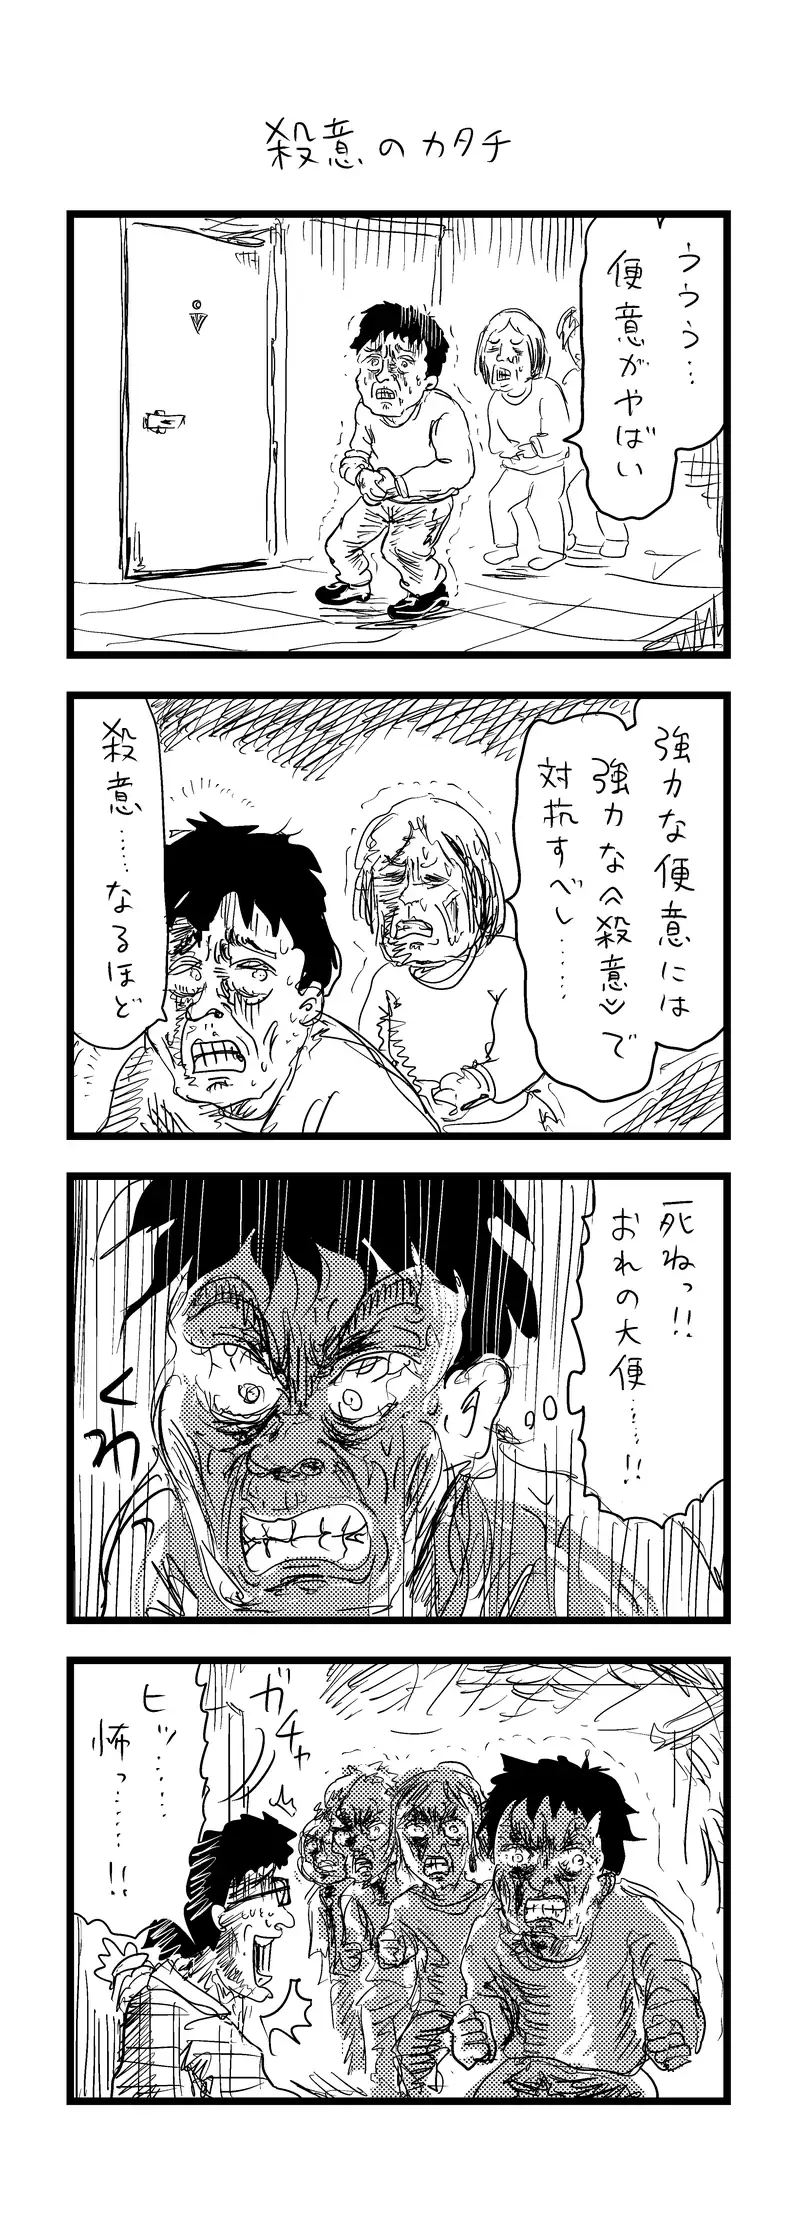 殺意のカタチ
ううう…
便意がやばい
強力な便意には
強力な《殺意》で
対抗すべし……
殺意……なるほど
死ねっ!!
おれの大便……!!
くわ
ガチャ
ヒッ……
怖っ……!!